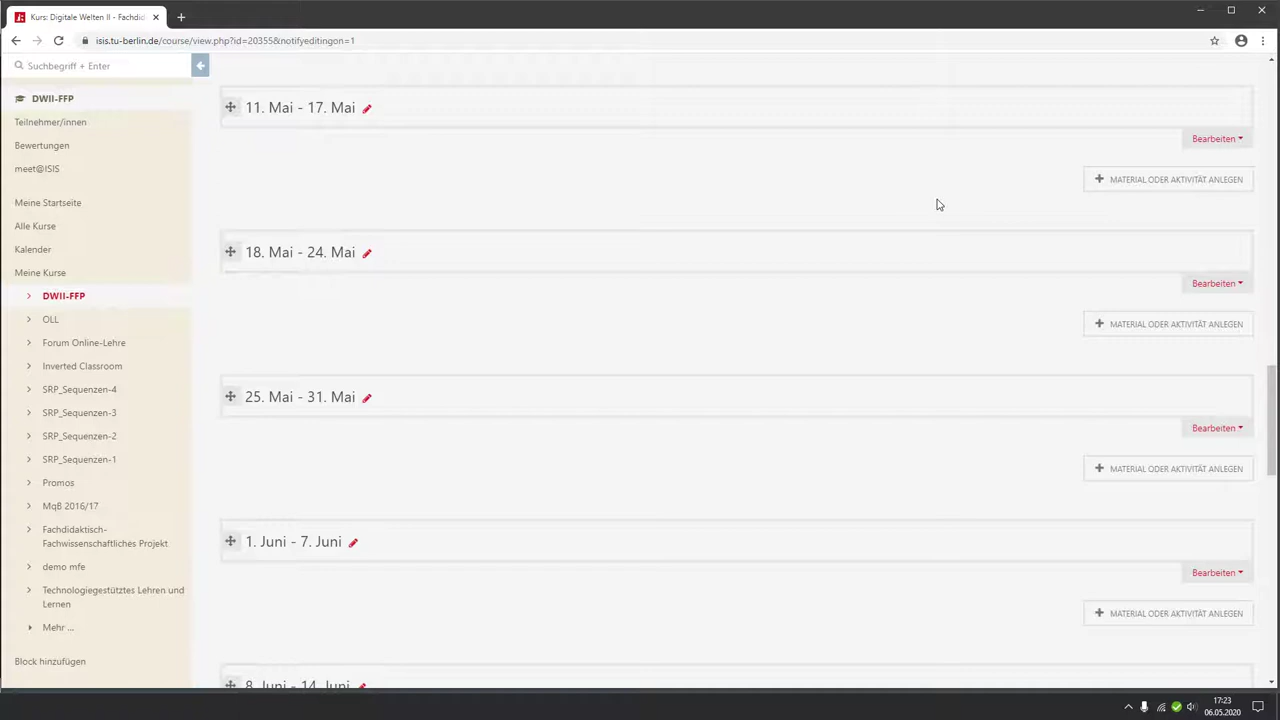 Kurs: Digitale Welten II - Fachdid
isis.tu-berlin.de/course/view.php?id=20355&notifyeditingon=1
Suchbegriff + Enter
DWII-FFP
Teilnehmer/innen
Bewertungen
meet@ISIS
Meine Startseite
Alle Kurse
Kalender
Meine Kurse
DWII-FFP
OLL
Forum Online-Lehre
Inverted Classroom
SRP_Sequenzen-4
SRP_Sequenzen-3
SRP_Sequenzen-2
SRP_Sequenzen-1
Promos
MqB 2016/17
Fachdidaktisch-
Fachwissenschaftliches Projekt
demo mfe
Technologiegestütztes Lehren und
Lernen
Mehr ...
Block hinzufügen
11. Mai - 17. Mai
Bearbeiten
MATERIAL ODER AKTIVITÄT ANLEGEN
18. Mai - 24. Mai
Bearbeiten
MATERIAL ODER AKTIVITÄT ANLEGEN
25. Mai - 31. Mai
Bearbeiten
MATERIAL ODER AKTIVITÄT ANLEGEN
1. Juni - 7. Juni
Bearbeiten
MATERIAL ODER AKTIVITÄT ANLEGEN
8. Juni - 14. Juni
17:23
06.05.2020